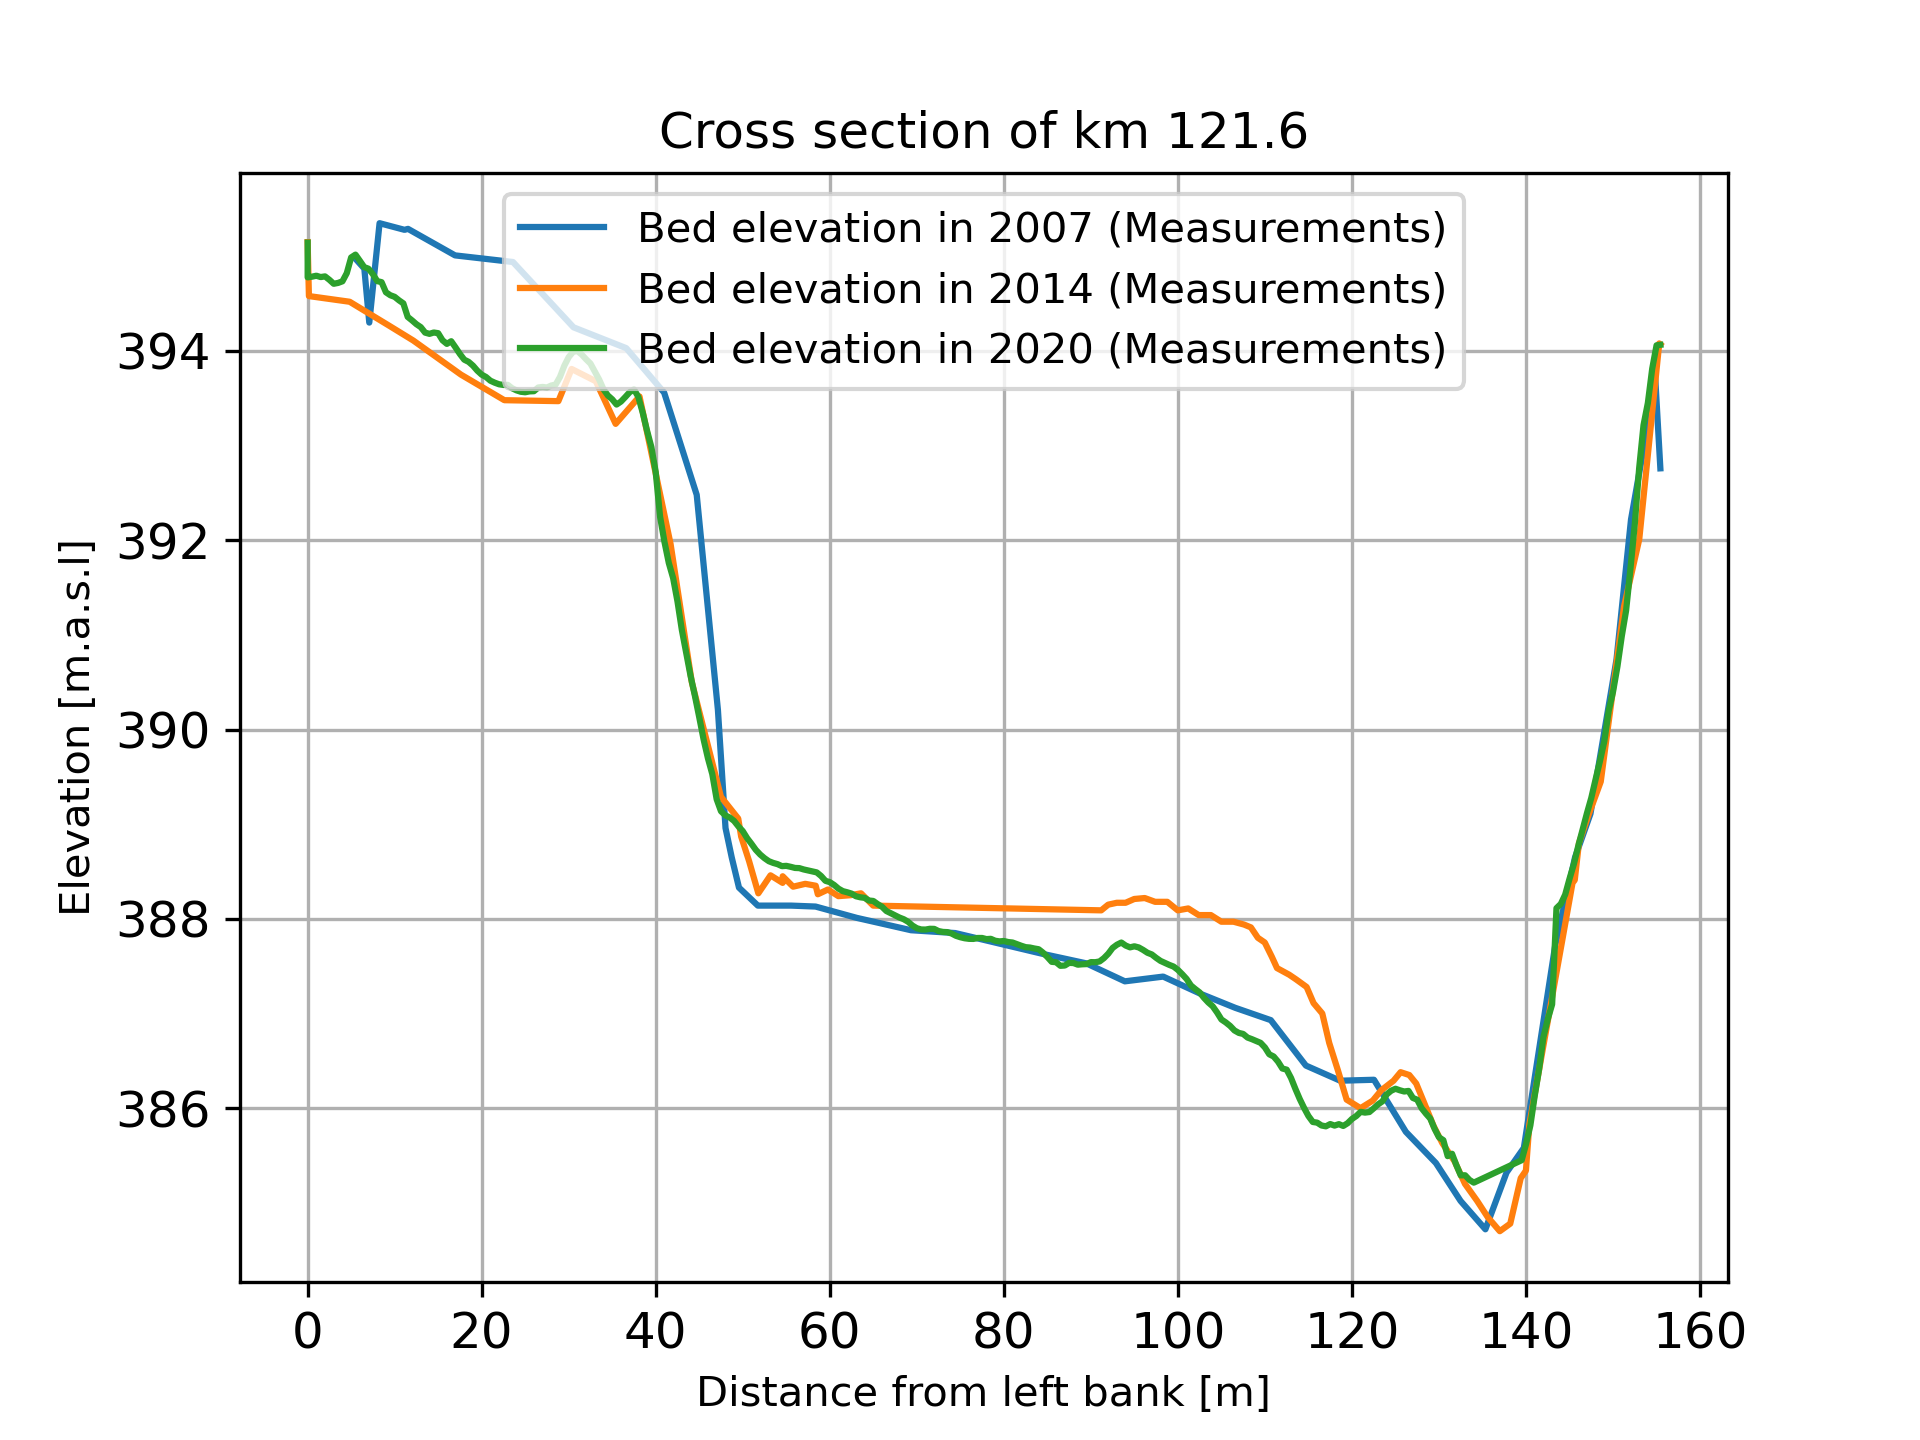 Cross section of km 121.6
Bed elevation in 2007 (Measurements)
Bed elevation in 2014 (Measurements)
Bed elevation in 2020 (Measurements)
394
392
390
388
386
Elevation [m.a.s.l]
0 20 40 60 80 100 120 140 160
Distance from left bank [m]